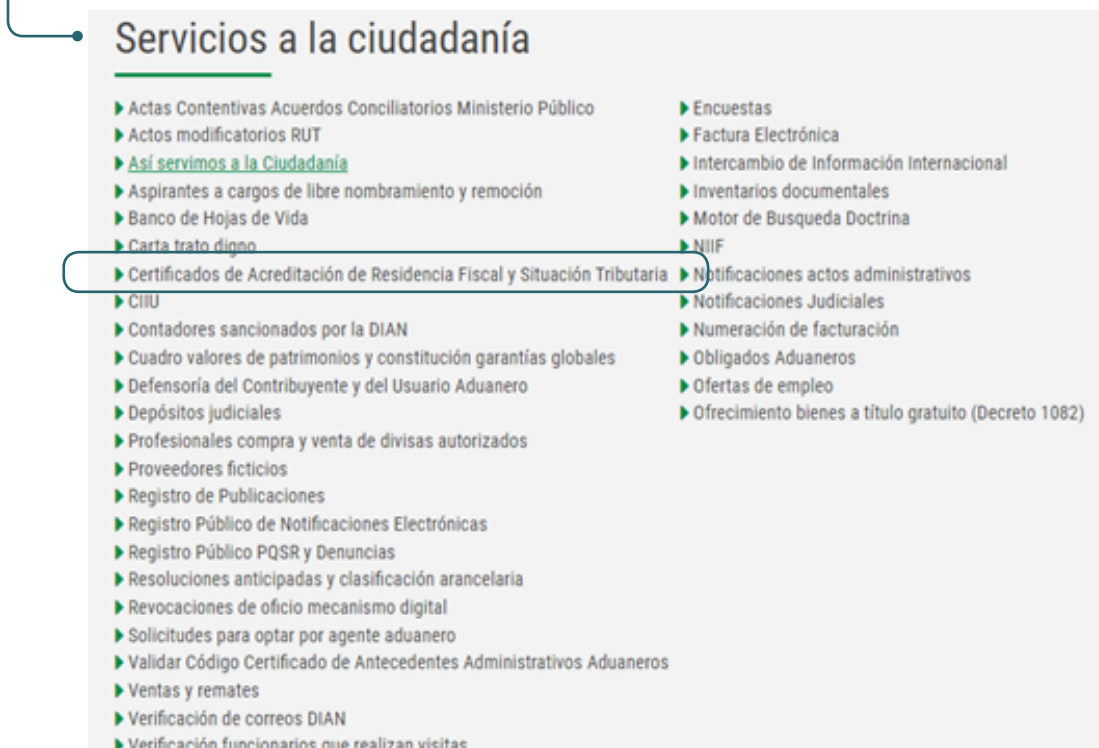 Servicios a la ciudadanía
Actas Contentivas Acuerdos Conciliatorios Ministerio Público
Actos modificatorios RUT
Así servimos a la Ciudadanía
Aspirantes a cargos de libre nombramiento y remoción
Banco de Hojas de Vida
Carta trato digno
Certificados de Acreditación de Residencia Fiscal y Situación Tributaria
CIIU
Contadores sancionados por la DIAN
Cuadro valores de patrimonios y constitución garantías globales
Defensoría del Contribuyente y del Usuario Aduanero
Depósitos judiciales
Profesionales compra y venta de divisas autorizados
Proveedores ficticios
Registro de Publicaciones
Registro Público de Notificaciones Electrónicas
Registro Público PQSR y Denuncias
Resoluciones anticipadas y clasificación arancelaria
Revocaciones de oficio mecanismo digital
Solicitudes para optar por agente aduanero
Validar Código Certificado de Antecedentes Administrativos Aduaneros
Ventas y remates
Verificación de correos DIAN
Verificación funcionarios que realizan visitas
Encuestas
Factura Electrónica
Intercambio de Información Internacional
Inventarios documentales
Motor de Busqueda Doctrina
NIIF
Notificaciones actos administrativos
Notificaciones Judiciales
Numeración de facturación
Obligados Aduaneros
Ofertas de empleo
Ofrecimiento bienes a título gratuito (Decreto 1082)